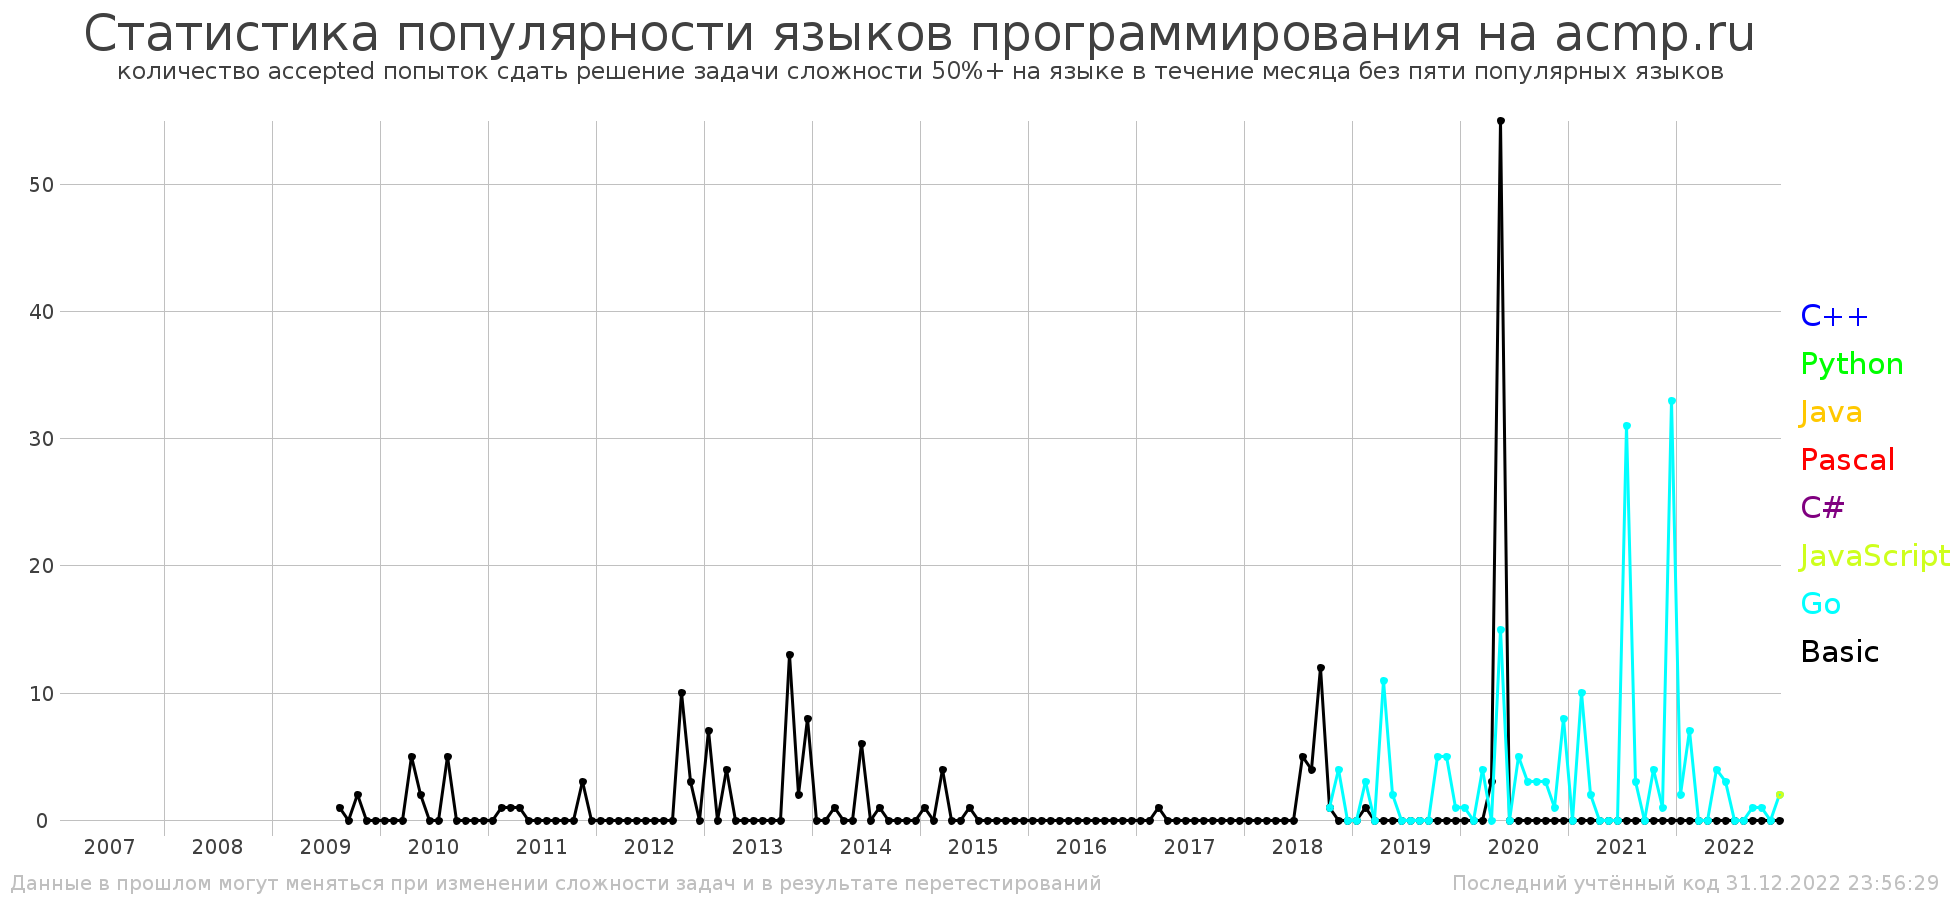 Статистика популярности языков программирования на acmp.ru
количество accepted попыток сдать решение задачи сложности 50%+ на языке в течение месяца без пяти популярных языков
50
40
30
20
10
0
2007 2008 2009 2010 2011 2012 2013 2014 2015 2016 2017 2018 2019 2020 2021 2022
C++
Python
Java
Pascal
C#
JavaScript
Go
Basic
Данные в прошлом могут меняться при изменении сложности задач и в результате перетестирований
Последний учтённый код 31.12.2022 23:56:29